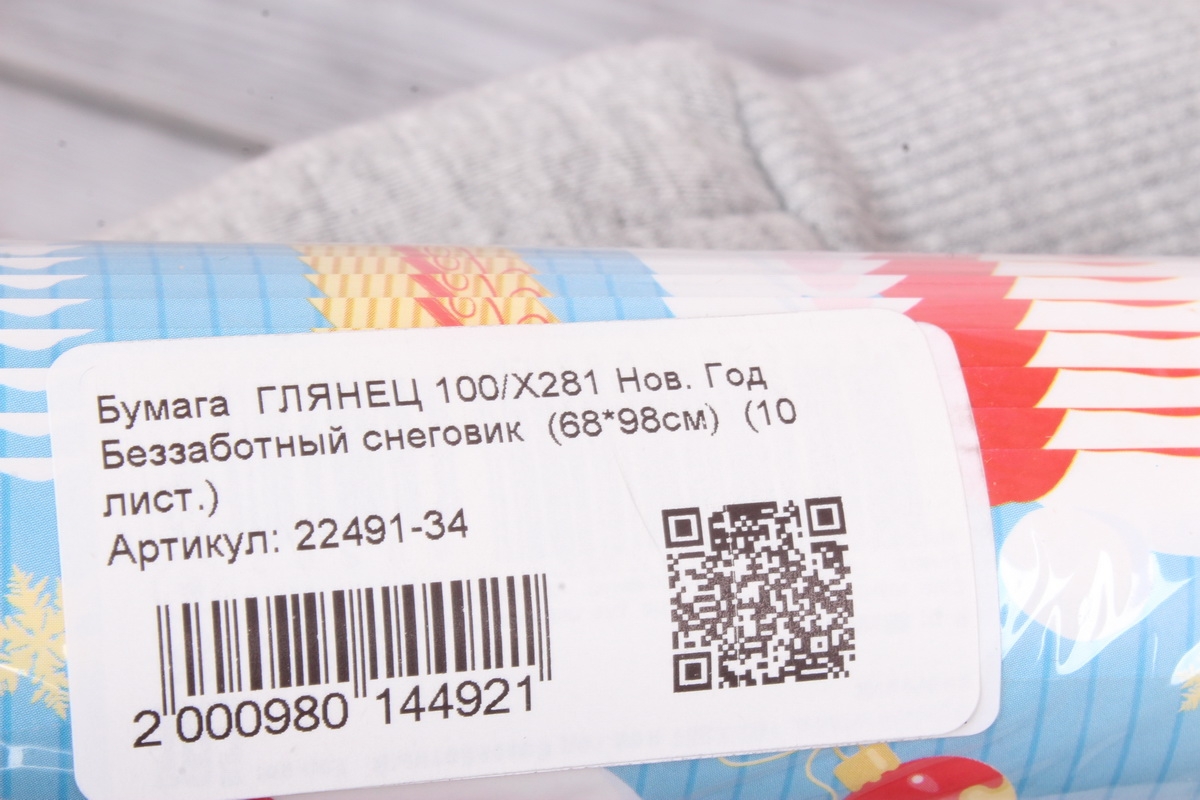 Бумага ГЛЯНЕЦ 100/X281 Нов. Год
Беззаботный снеговик (68*98см) (10
лист.)
Артикул: 22491-34
2 000980 144921